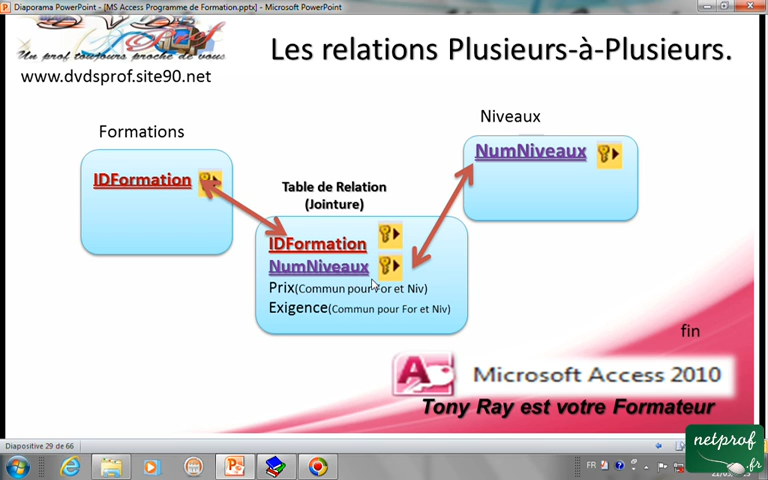 Diaporama PowerPoint - [MS Access Programme de Formation.pptx] - Microsoft PowerPoint
Un prof toujours proche de vous
www.dvdsprof.site90.net
Les relations Plusieurs-à-Plusieurs.
Formations
IDFormation
Niveaux
NumNiveaux
Table de Relation
(Jointure)
IDFormation
NumNiveaux
Prix(Commun pour For et Niv)
Exigence(Commun pour For et Niv)
fin
Microsoft Access 2010
Tony Ray est votre Formateur
Diapositive 29 de 66
FR
netprof
.fr